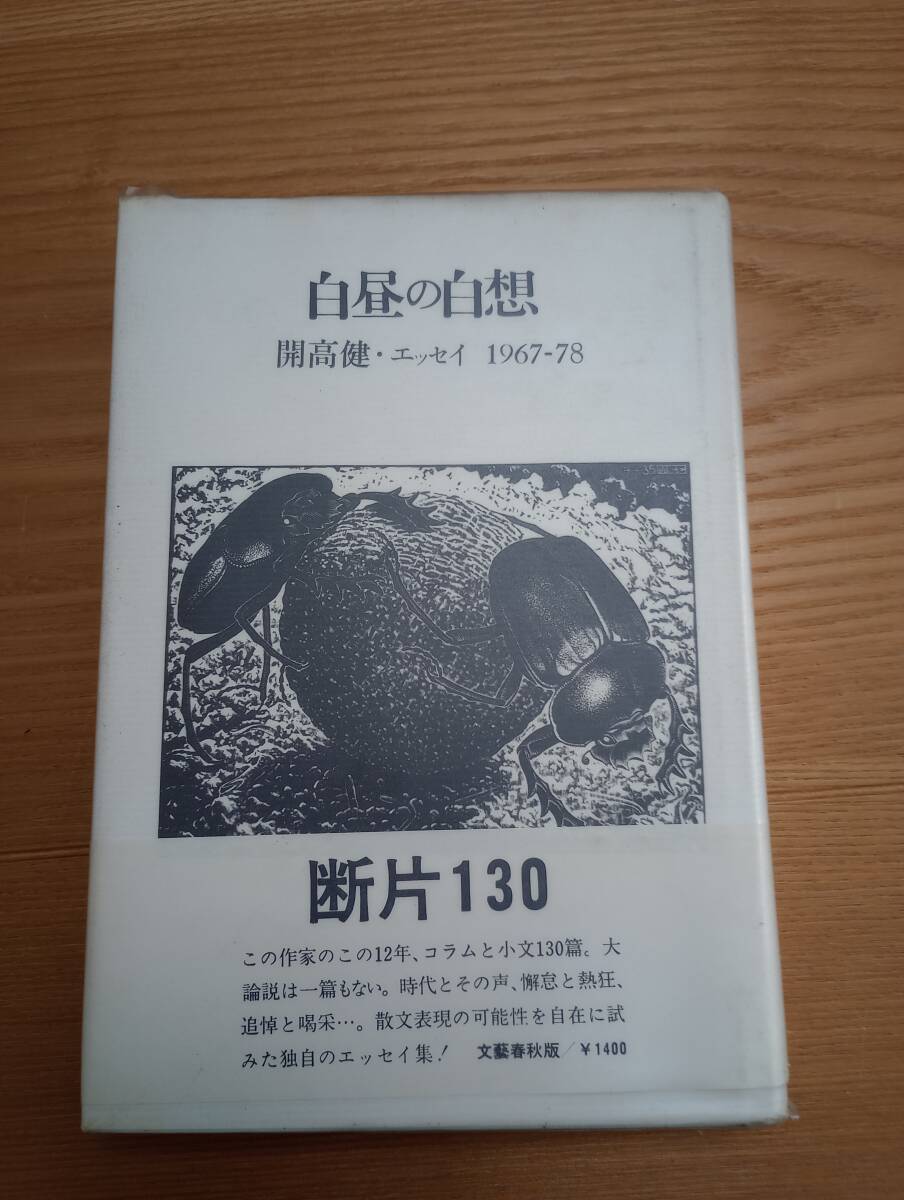 白昼の白想
開高健・エッセイ 1967-78
断片130
この作家のこの12年、コラムと小文130篇。大
論説は一篇もない。時代とその声、懈怠と熱狂、
追悼と喝采…。散文表現の可能性を自在に試
みた独自のエッセイ集! 文藝春秋版/¥1400